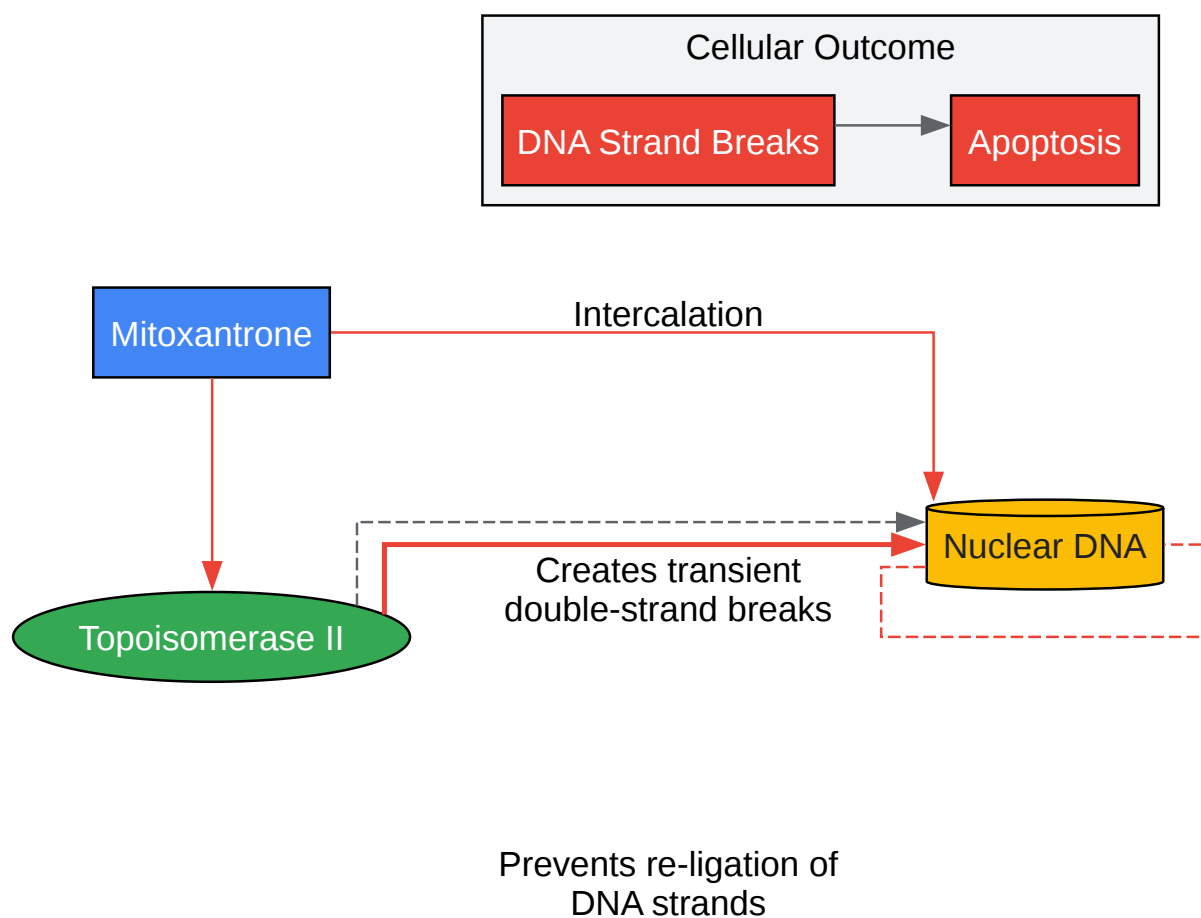 Cellular Outcome
DNA Strand Breaks
Apoptosis
Mitoxantrone
Intercalation
Nuclear DNA
Creates transient
double-strand breaks
Topoisomerase II
Prevents re-ligation of
DNA strands